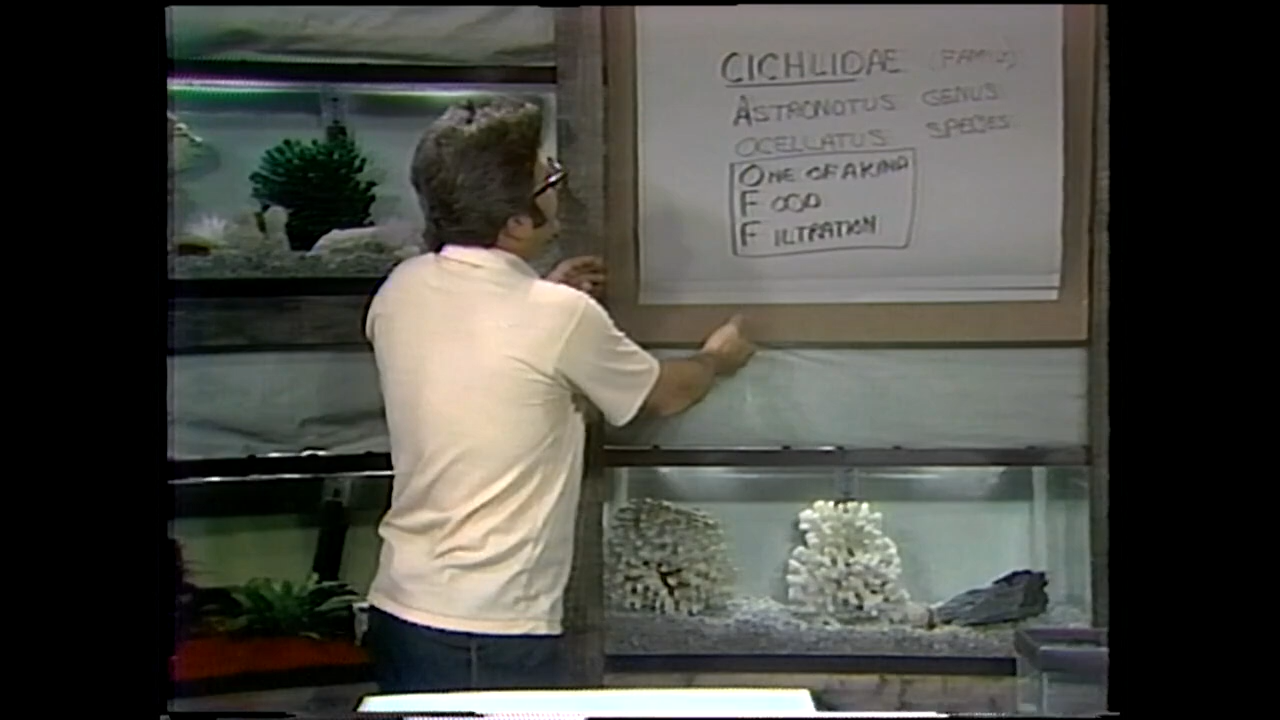 CICHLIDAE (FAMILY)
ASTRONOTUS GENUS
OCELLATUS SPECIES
ONE OF A KIND
FOOD
FILTRATION